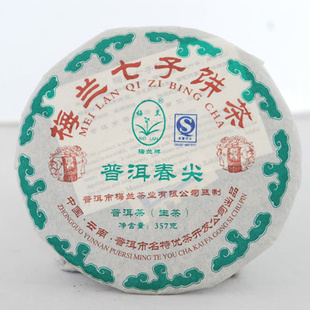 梅兰七子饼茶
MEI LAN QI ZI BING CHA
梅兰牌
普洱春尖
普洱市梅兰茶业有限公司监制
普洱茶（生茶）
净含量：357克
中国·云南·普洱市名特优茶开发公司出品
ZHONGGUO YUNNAN PUERSI MING TE YOU CHA KAI FA GONG SI CHU PIN